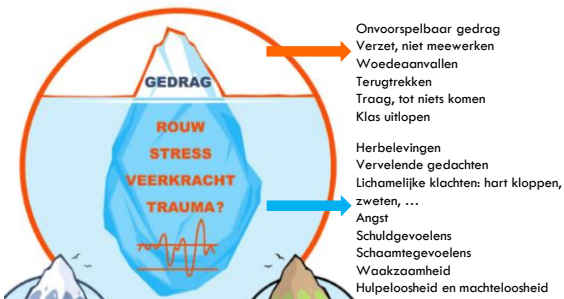 GEDRAG
ROUW
STRESS
VEERKRACHT
TRAUMA?
Onvoorspelbaar gedrag
Verzet, niet meewerken
Woedeaanvallen
Terugtrekken
Traag, tot niets komen
Klas uitlopen
Herbelevingen
Vervelende gedachten
Lichamelijke klachten: hart kloppen,
zweten, …
Angst
Schuldgevoelens
Schaamtegevoelens
Waakzaamheid
Hulpeloosheid en machteloosheid